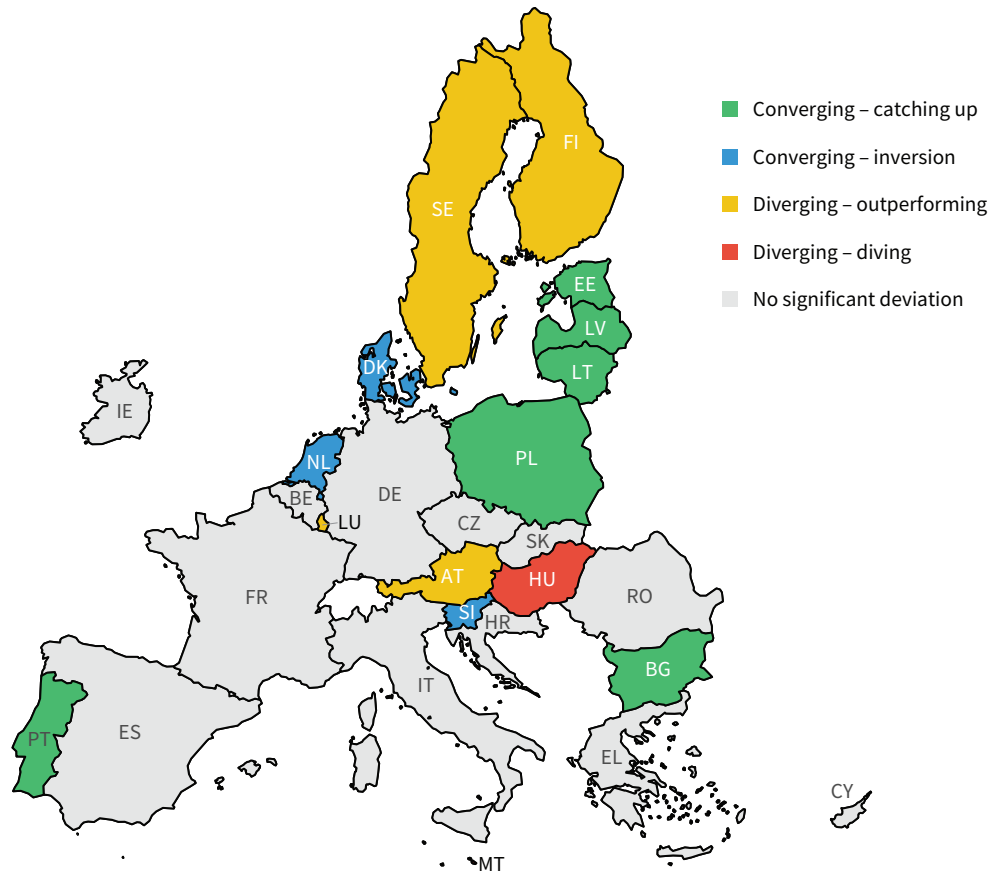 Converging – catching up
Converging – inversion
Diverging – outperforming
Diverging – diving
No significant deviation
FI
SE
EE
LV
LT
DK
IE
PL
NL
DE
BE
LU
CZ
SK
AT
HU
FR
RO
SI
HR
BG
IT
PT
ES
EL
CY
MT